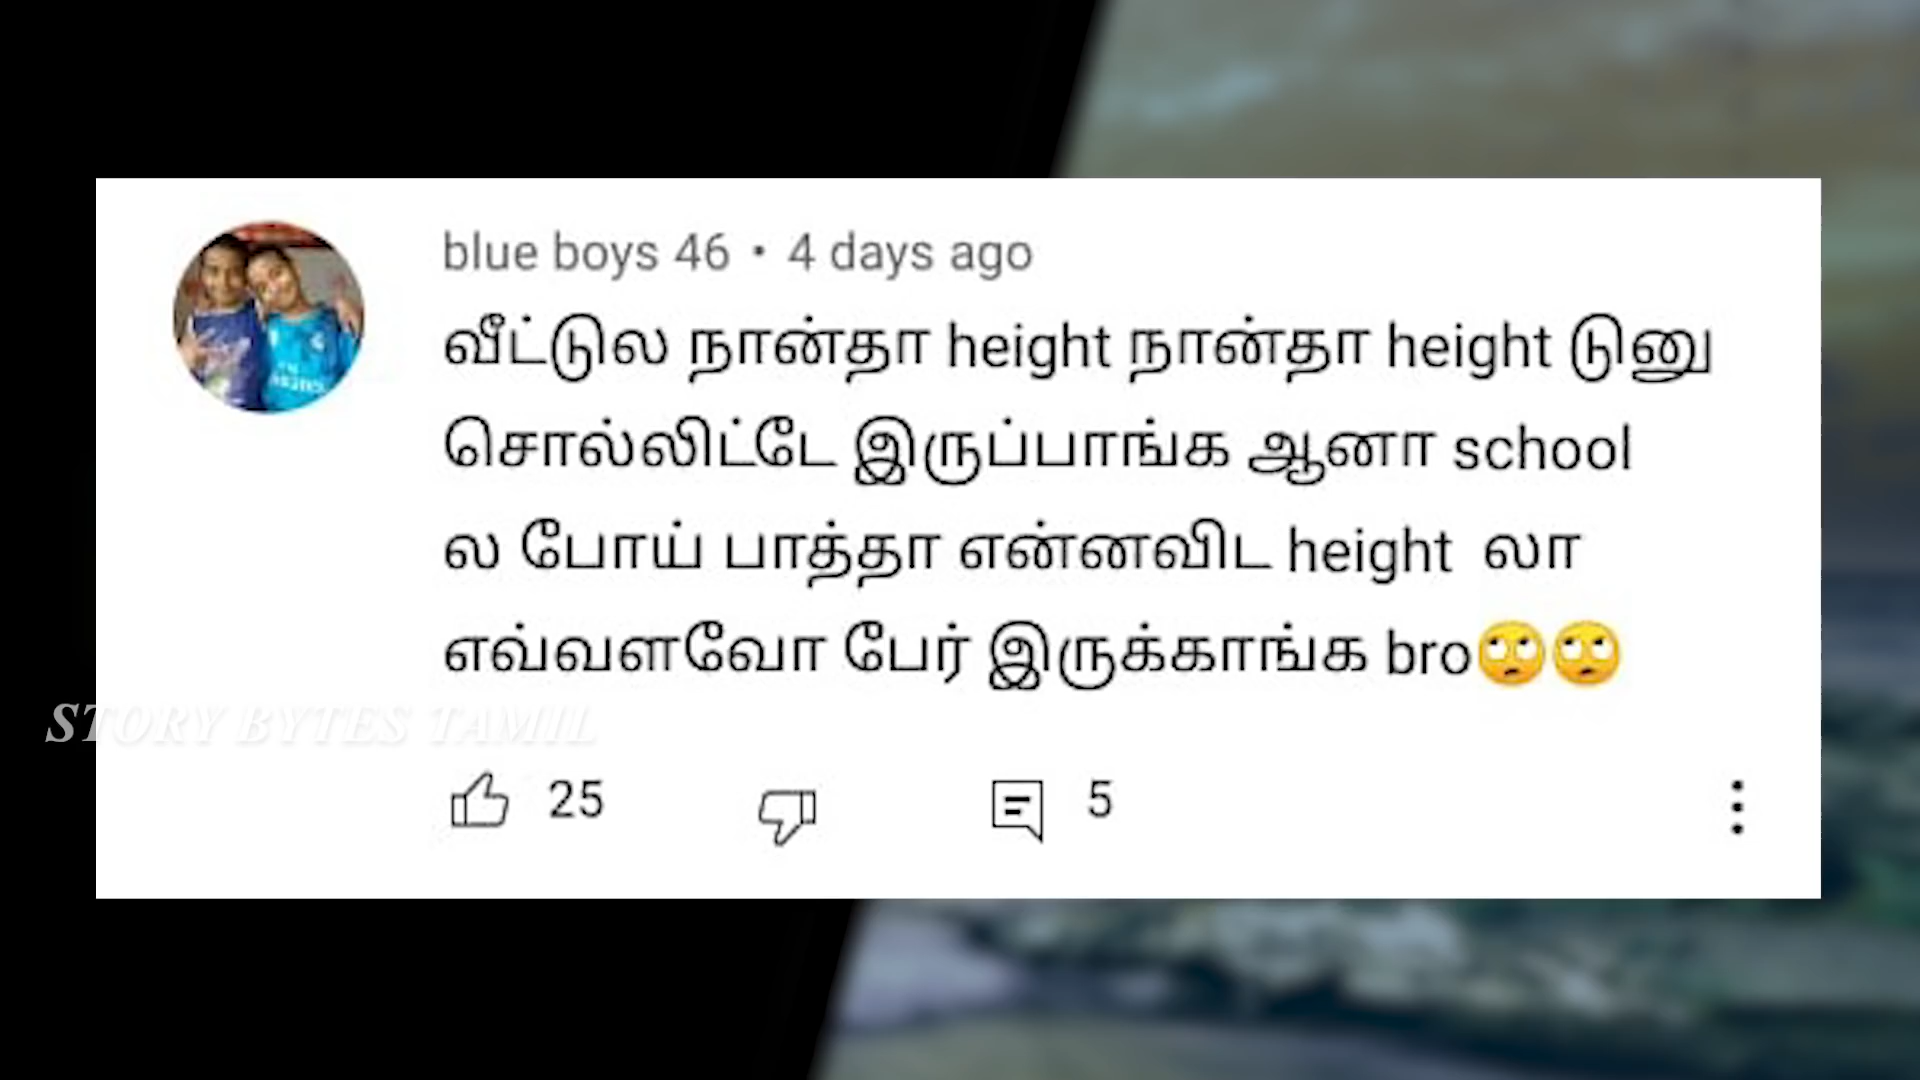 blue boys 46 • 4 days ago
வீட்டுல நான்தா height நான்தா height டுனு
சொல்லிட்டே இருப்பாங்க ஆனா school
ல போய் பாத்தா என்னவிட height லா
எவ்வளவோ பேர் இருக்காங்க bro🙄🙄
STORY BYTES TAMIL
25 5